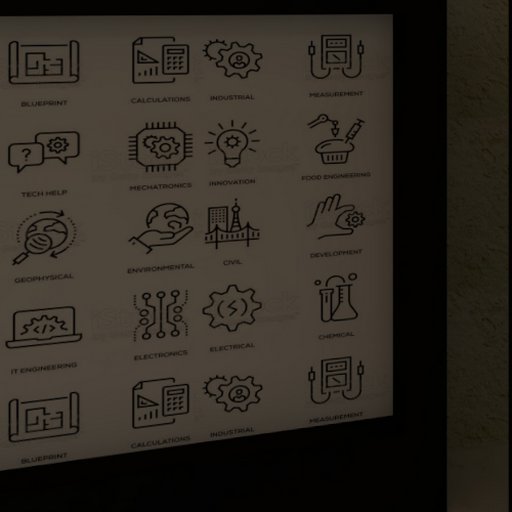 BLUEPRINT CALCULATIONS INDUSTRIAL MEASUREMENT
?
TECH HELP MECHATRONICS INNOVATION FOOD ENGINEERING
GEOPHYSICAL ENVIRONMENTAL CIVIL DEVELOPMENT
</>
IT ENGINEERING ELECTRONICS ELECTRICAL CHEMICAL
BLUEPRINT CALCULATIONS INDUSTRIAL MEASUREMENT